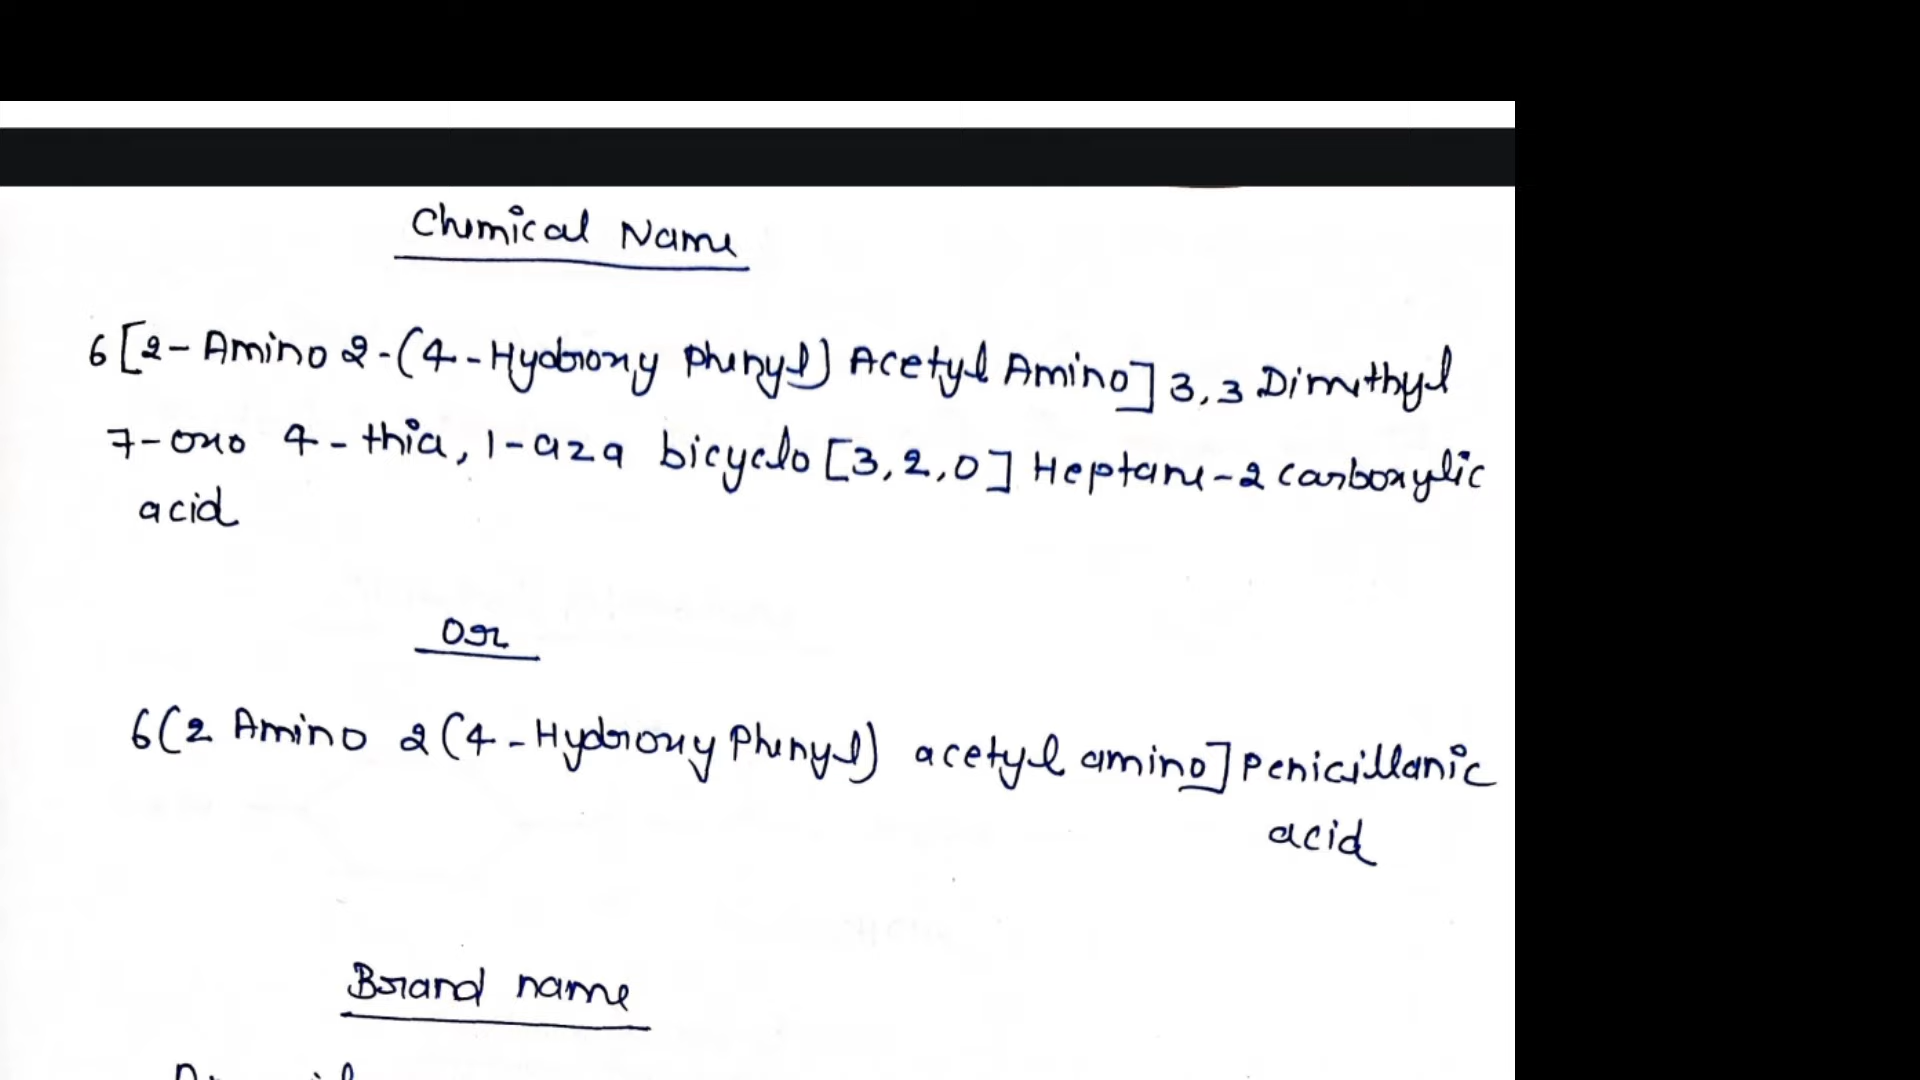 Chemical Name
6[2-Amino 2-(4-Hydroxy Phenyl) Acetyl Amino] 3,3 Dimethyl
7-oxo 4-thia, 1-aza bicyclo [3,2,0] Heptane-2 carboxylic
acid
OR
6(2 Amino 2(4-Hydroxy Phenyl) acetyl amino] Penicillanic
acid
Brand name